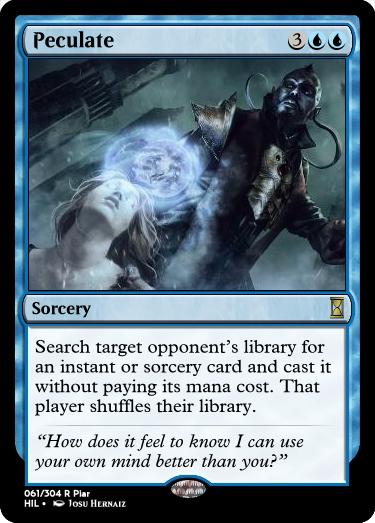 Peculate 3
Sorcery
Search target opponent's library for
an instant or sorcery card and cast it
without paying its mana cost. That
player shuffles their library.
“How does it feel to know I can use
your own mind better than you?”
061/304 R Plar
HIL • Josu Hernaiz